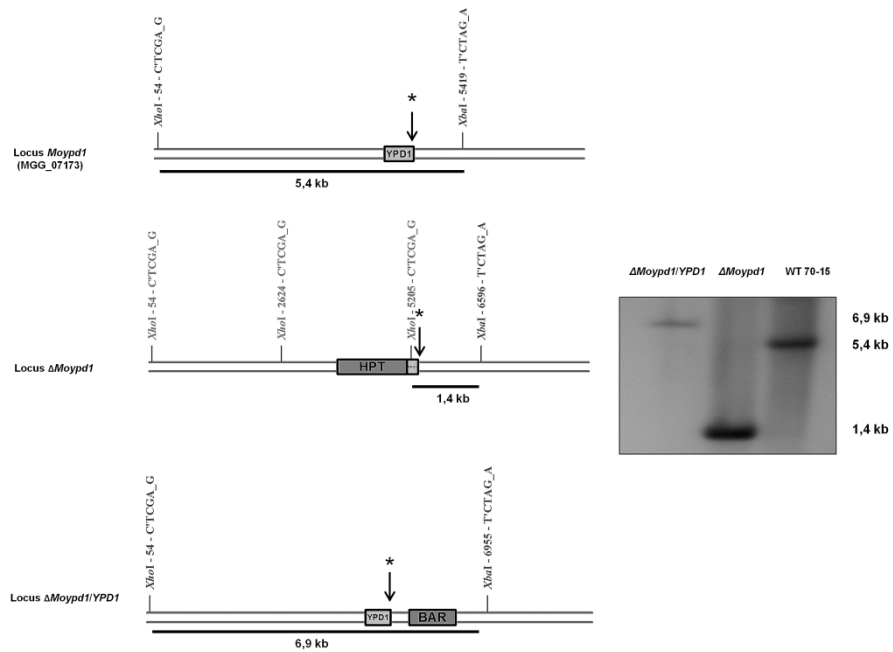 XhoI - 54 - C'TCGA_G
XbaI - 5419 - T'CTAG_A
*
Locus Moypd1
(MGG_07173)
YPD1
5,4 kb
XhoI - 54 - C'TCGA_G
XhoI - 2624 - C'TCGA_G
XhoI - 5205 - C'TCGA_G
XbaI - 6596 - T'CTAG_A
*
Locus ΔMoypd1
HPT
1,4 kb
ΔMoypd1/YPD1 ΔMoypd1 WT 70-15
6,9 kb
5,4 kb
1,4 kb
XhoI - 54 - C'TCGA_G
XbaI - 6955 - T'CTAG_A
*
Locus ΔMoypd1/YPD1
YPD1
BAR
6,9 kb